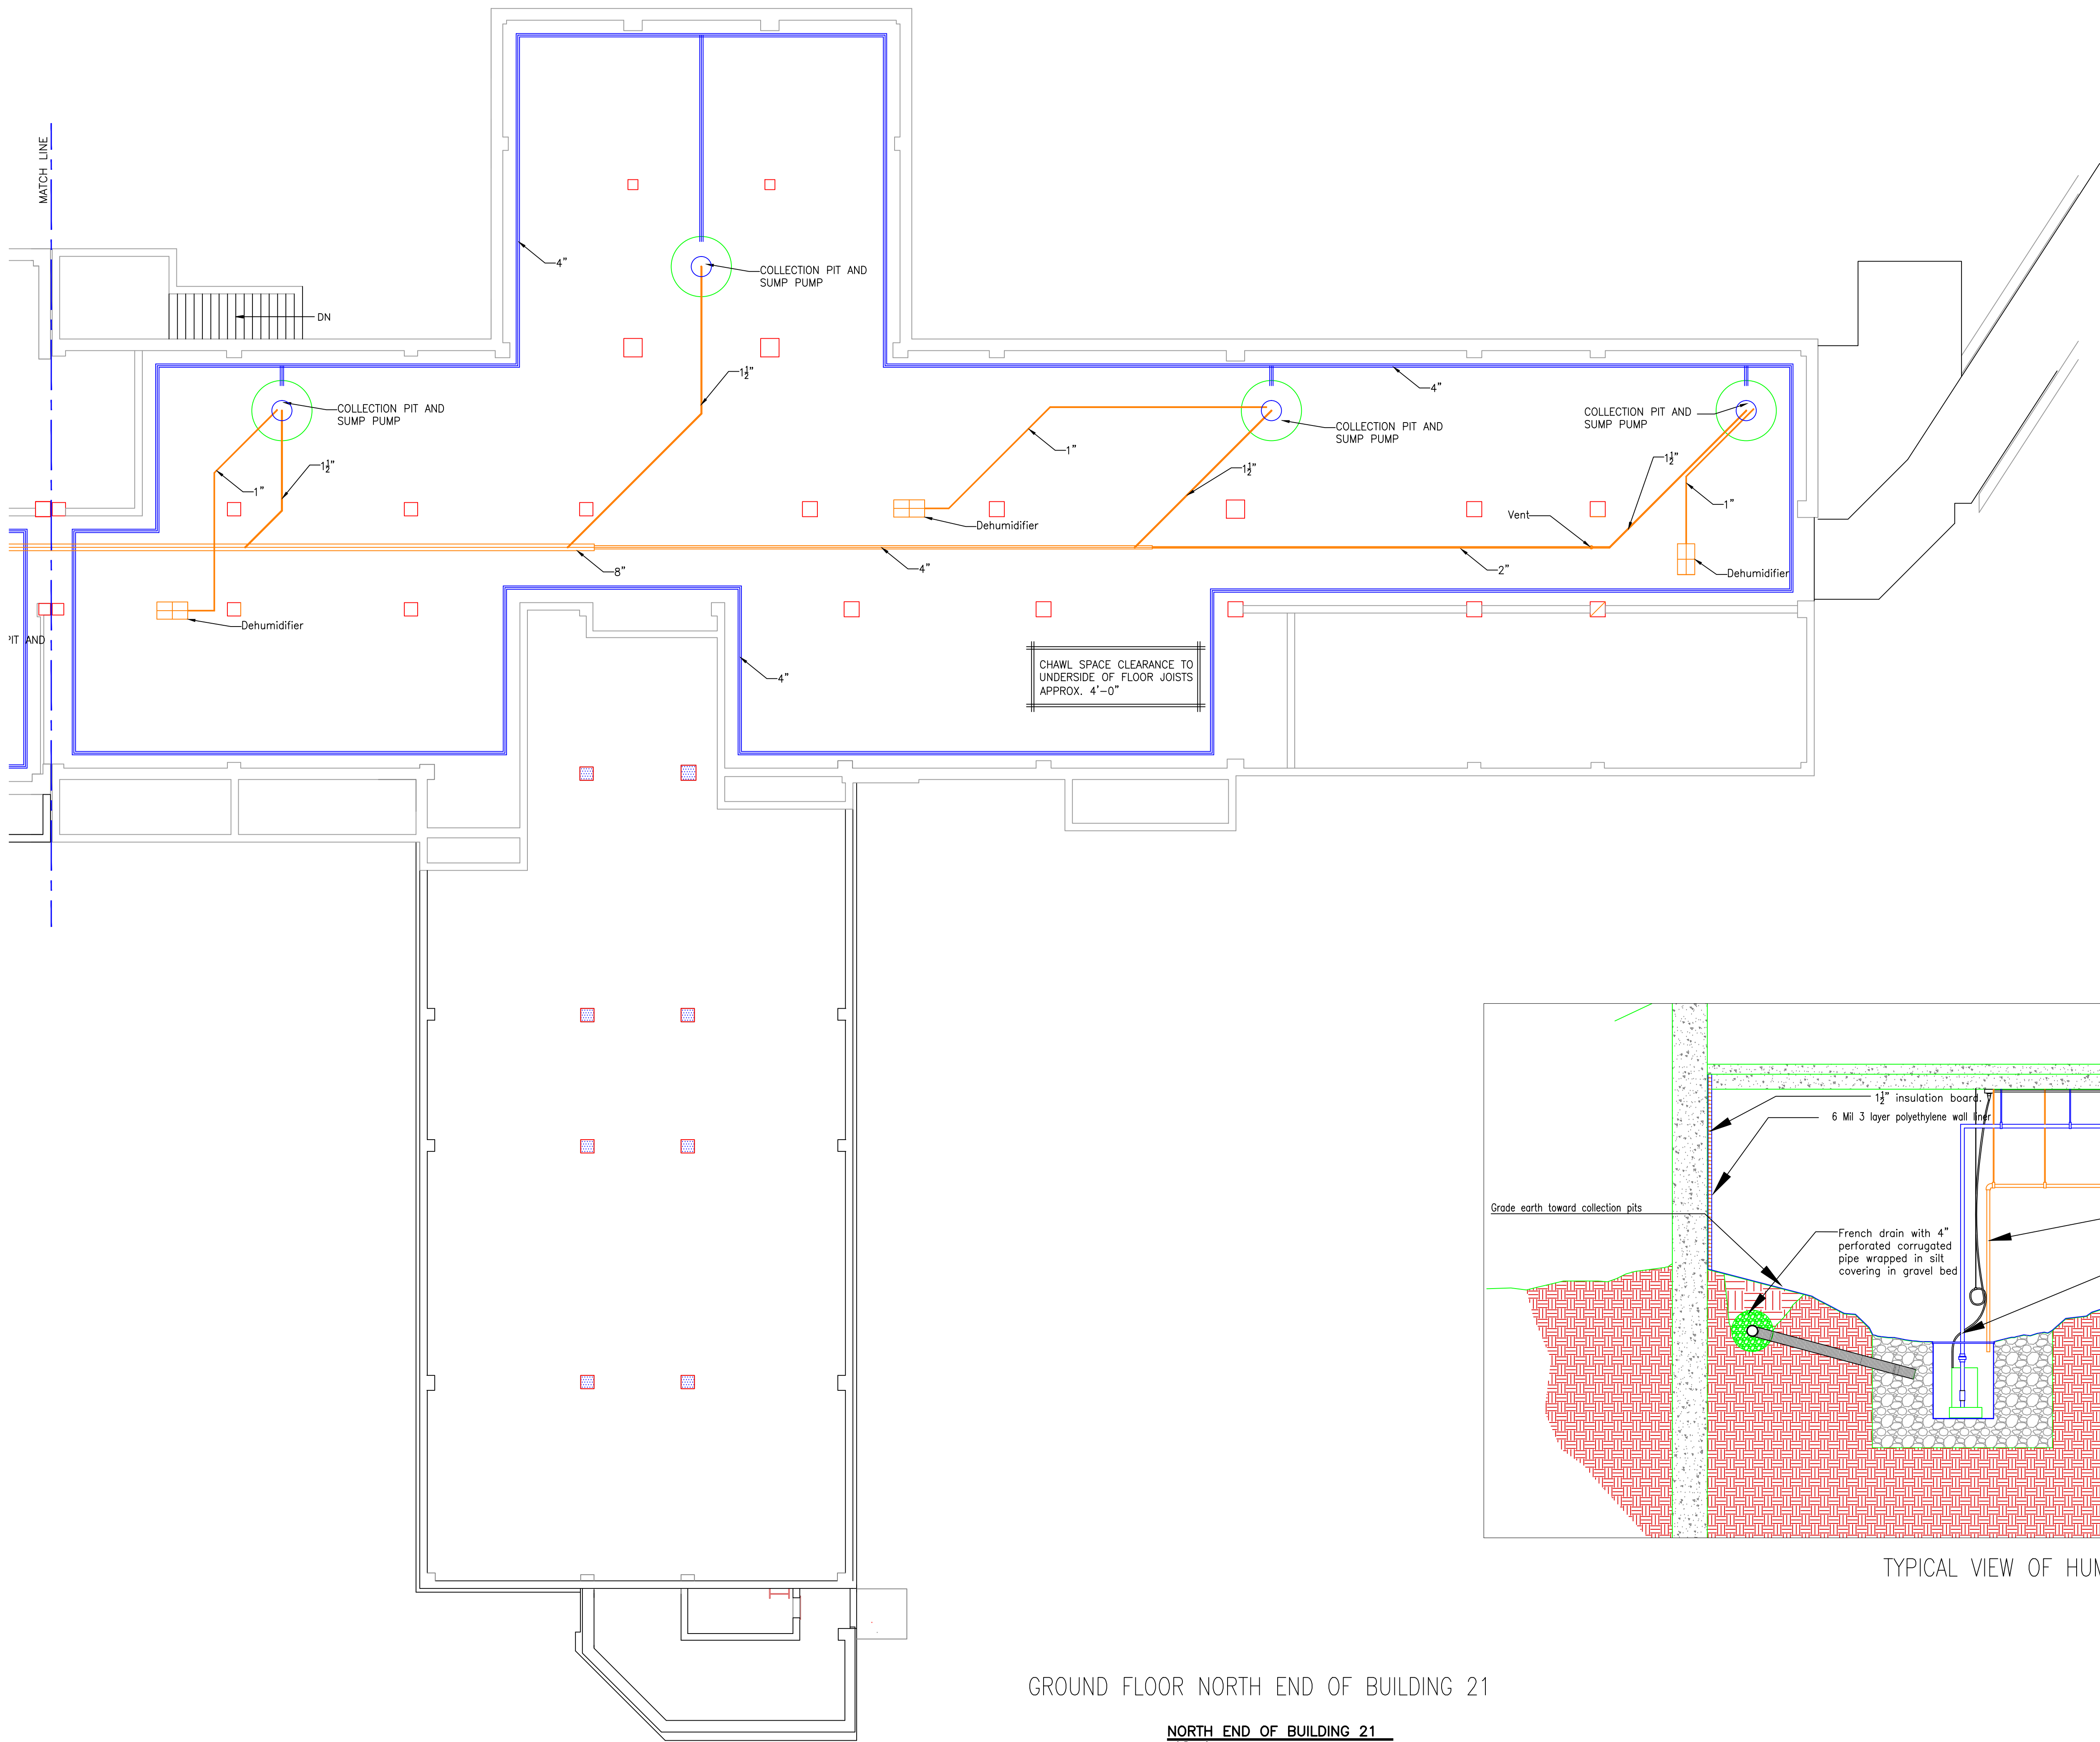 MATCH LINE
4"
COLLECTION PIT AND
SUMP PUMP
DN
1½"
4"
COLLECTION PIT AND
SUMP PUMP
COLLECTION PIT AND
SUMP PUMP
COLLECTION PIT AND
SUMP PUMP
1"
1½"
1"
1½"
1½"
1"
Vent
Dehumidifier
8"
4"
2"
Dehumidifier
Dehumidifier
PIT AND
4"
CHAWL SPACE CLEARANCE TO
UNDERSIDE OF FLOOR JOISTS
APPROX. 4'-0"
1½" insulation board.
6 Mil 3 layer polyethylene wall liner
Grade earth toward collection pits
French drain with 4"
perforated corrugated
pipe wrapped in silt
covering in gravel bed
TYPICAL VIEW OF HUM
GROUND FLOOR NORTH END OF BUILDING 21
NORTH END OF BUILDING 21